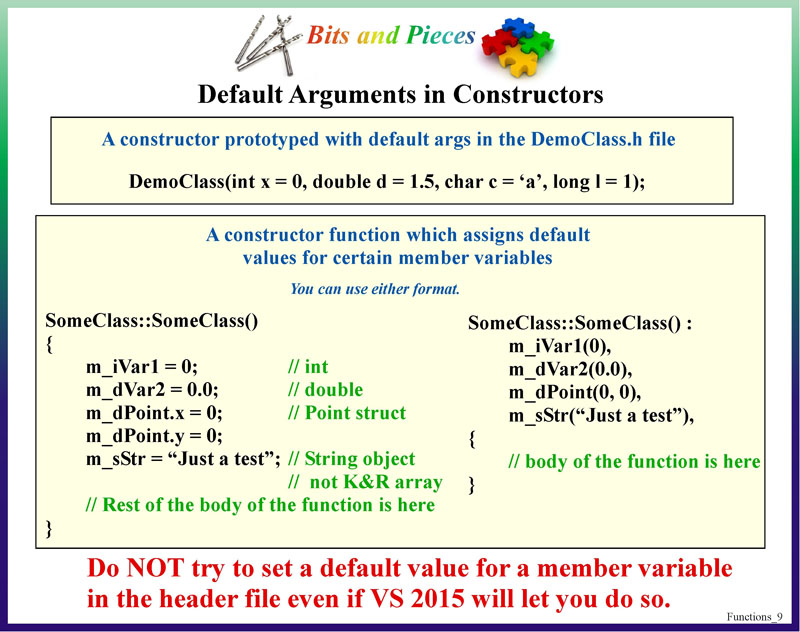 Bits and Pieces
Default Arguments in Constructors
A constructor prototyped with default args in the DemoClass.h file
DemoClass(int x = 0, double d = 1.5, char c = ‘a’, long l = 1);
A constructor function which assigns default
values for certain member variables
You can use either format.
SomeClass::SomeClass()
{
m_iVar1 = 0; // int
m_dVar2 = 0.0; // double
m_dPoint.x = 0; // Point struct
m_dPoint.y = 0;
m_sStr = “Just a test”; // String object
// not K&R array
// Rest of the body of the function is here
}
SomeClass::SomeClass() :
m_iVar1(0),
m_dVar2(0.0),
m_dPoint(0, 0),
m_sStr(“Just a test”),
{
// body of the function is here
}
Do NOT try to set a default value for a member variable
in the header file even if VS 2015 will let you do so.
Functions_9